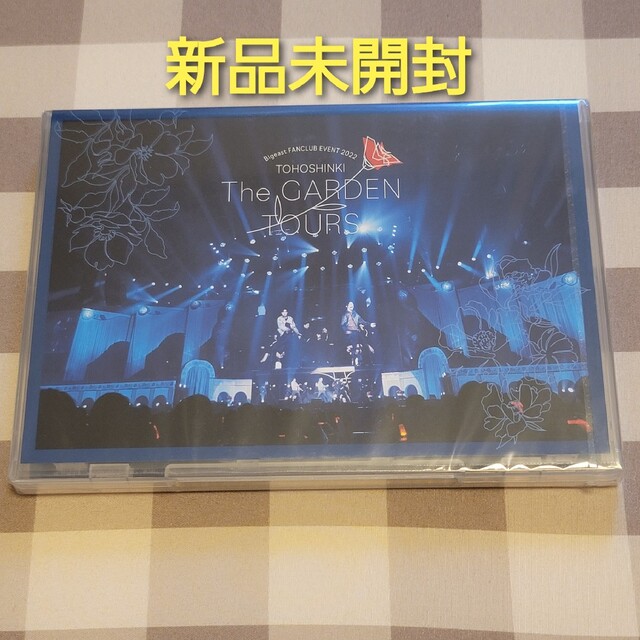 新品未開封
Bigeast FANCLUB EVENT 2022
TOHOSHINKI
The GARDEN
TOURS